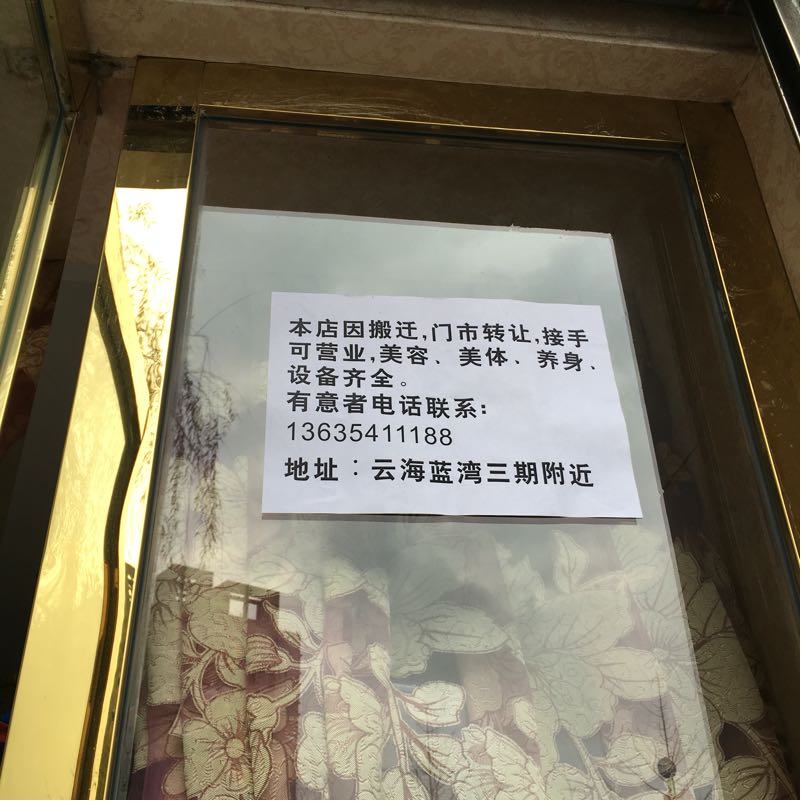 本店因搬迁,门市转让,接手
可营业,美容、美体、养身、
设备齐全。
有意者电话联系:
13635411188
地址:云海蓝湾三期附近